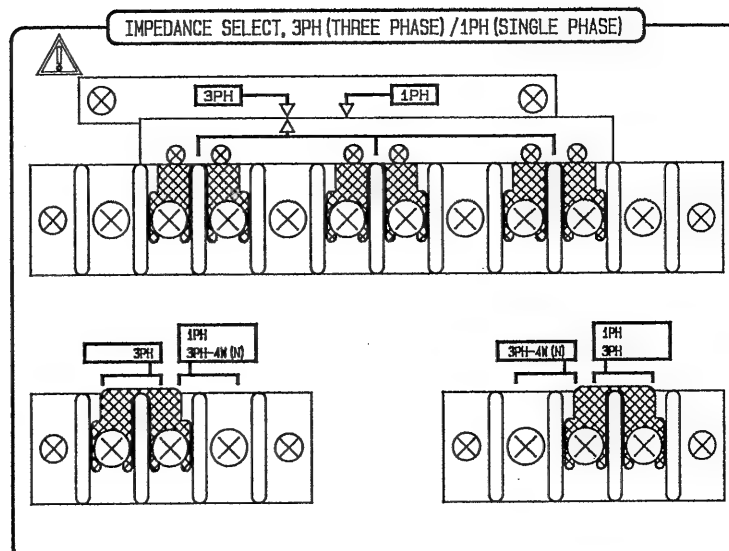 IMPEDANCE SELECT, 3PH (THREE PHASE) /1PH (SINGLE PHASE)
3PH
1PH
3PH
1PH
3PH-4W (N)
3PH-4W (N)
1PH
3PH